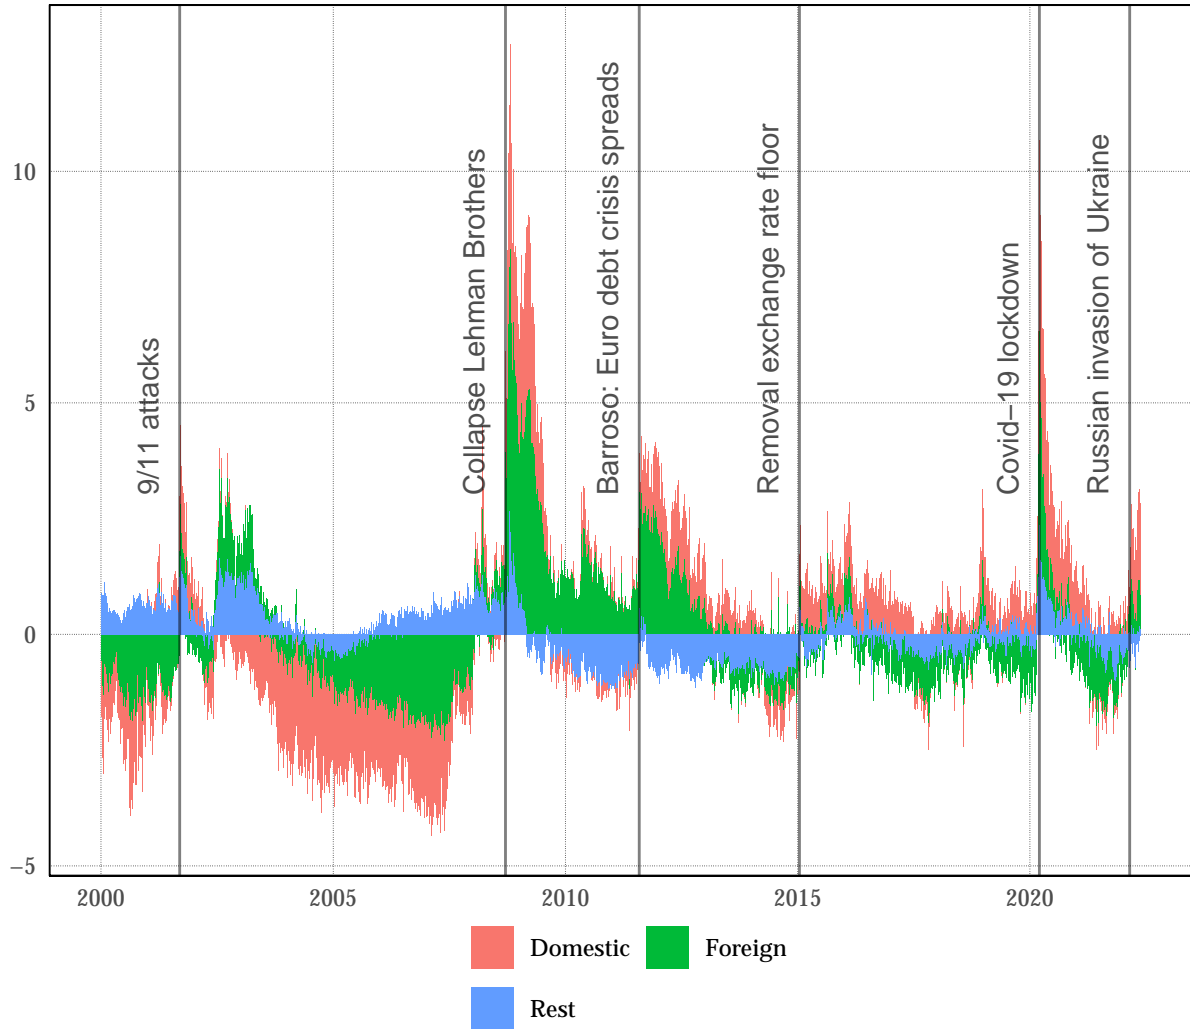 10
5
0
−5
9/11 attacks
Collapse Lehman Brothers
Barroso: Euro debt crisis spreads
Removal exchange rate floor
Covid−19 lockdown
Russian invasion of Ukraine
2000 2005 2010 2015 2020
Domestic Foreign
Rest